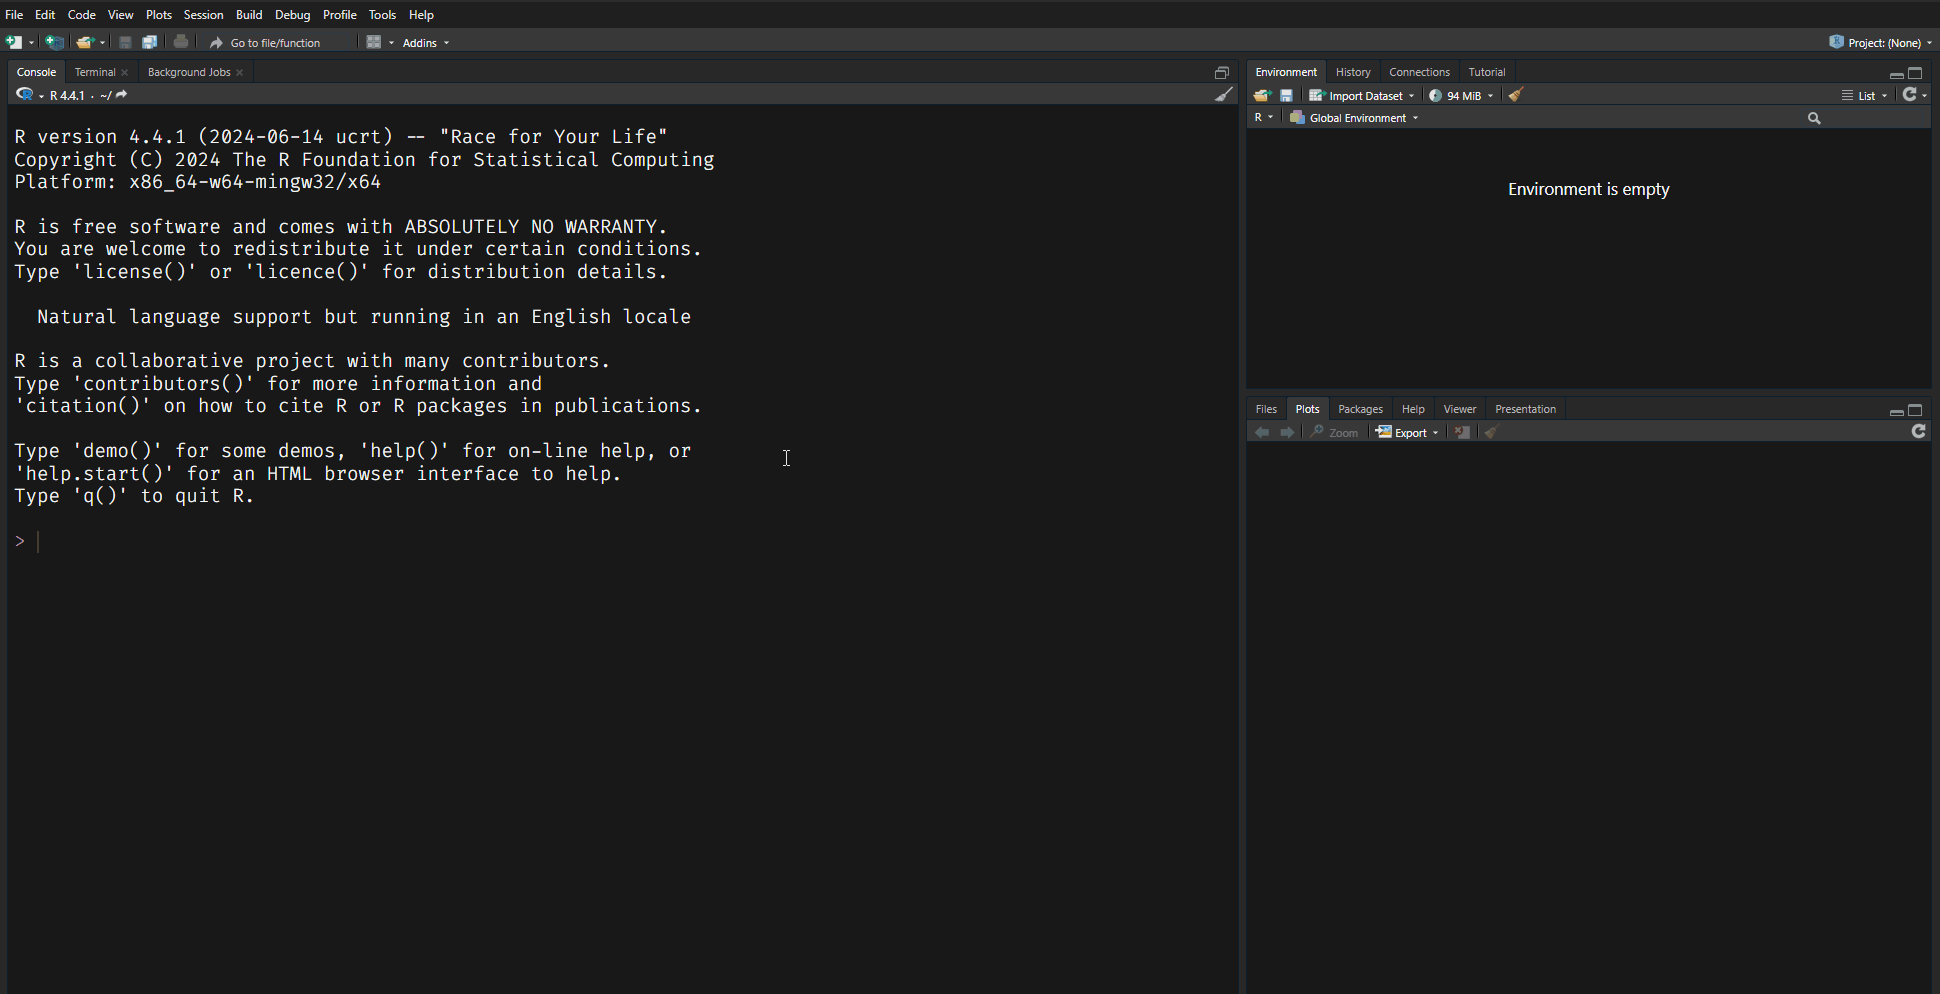 File Edit Code View Plots Session Build Debug Profile Tools Help
Go to file/function Addins Project: (None)
Console Terminal Background Jobs
R 4.4.1 · ~/
R version 4.4.1 (2024-06-14 ucrt) -- "Race for Your Life"
Copyright (C) 2024 The R Foundation for Statistical Computing
Platform: x86_64-w64-mingw32/x64
R is free software and comes with ABSOLUTELY NO WARRANTY.
You are welcome to redistribute it under certain conditions.
Type 'license()' or 'licence()' for distribution details.
Natural language support but running in an English locale
R is a collaborative project with many contributors.
Type 'contributors()' for more information and
'citation()' on how to cite R or R packages in publications.
Type 'demo()' for some demos, 'help()' for on-line help, or
'help.start()' for an HTML browser interface to help.
Type 'q()' to quit R.
>
Environment History Connections Tutorial
Import Dataset 94 MiB List
R Global Environment
Environment is empty
Files Plots Packages Help Viewer Presentation
Zoom Export